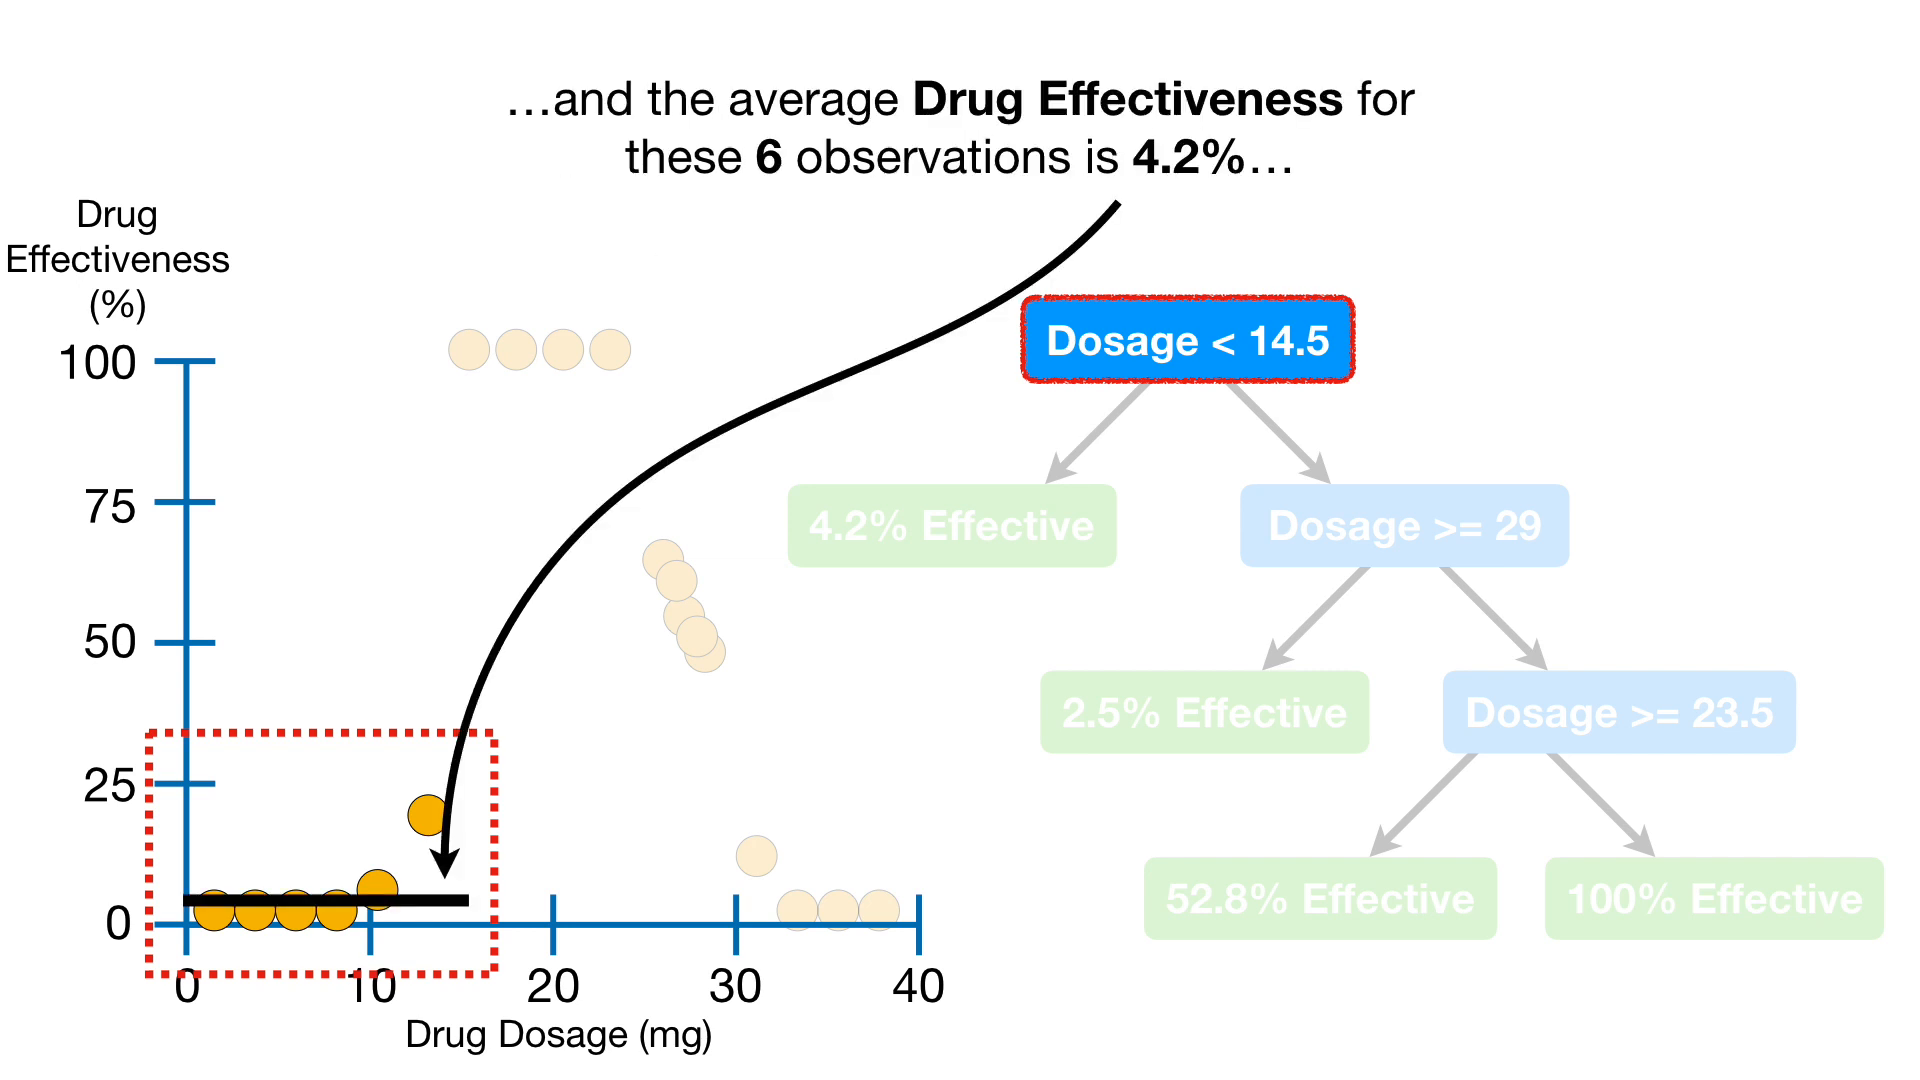 …and the average Drug Effectiveness for
these 6 observations is 4.2%…
Drug
Effectiveness
(%)
100
75
50
25
0
0 10 20 30 40
Drug Dosage (mg)
Dosage < 14.5
4.2% Effective
Dosage >= 29
2.5% Effective
Dosage >= 23.5
52.8% Effective
100% Effective